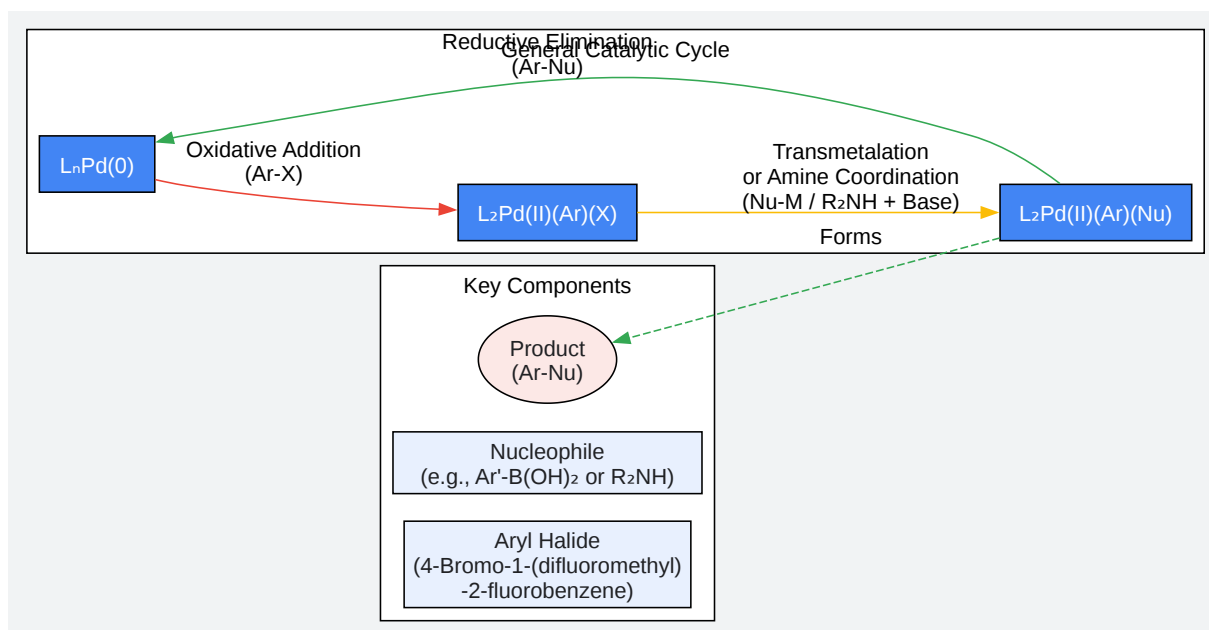 Reductive Elimination
(Ar-Nu)
General Catalytic Cycle
LₙPd(0)
Oxidative Addition
(Ar-X)
L₂Pd(II)(Ar)(X)
Transmetalation
or Amine Coordination
(Nu-M / R₂NH + Base)
L₂Pd(II)(Ar)(Nu)
Forms
Key Components
Product
(Ar-Nu)
Nucleophile
(e.g., Ar'-B(OH)₂ or R₂NH)
Aryl Halide
(4-Bromo-1-(difluoromethyl)
-2-fluorobenzene)